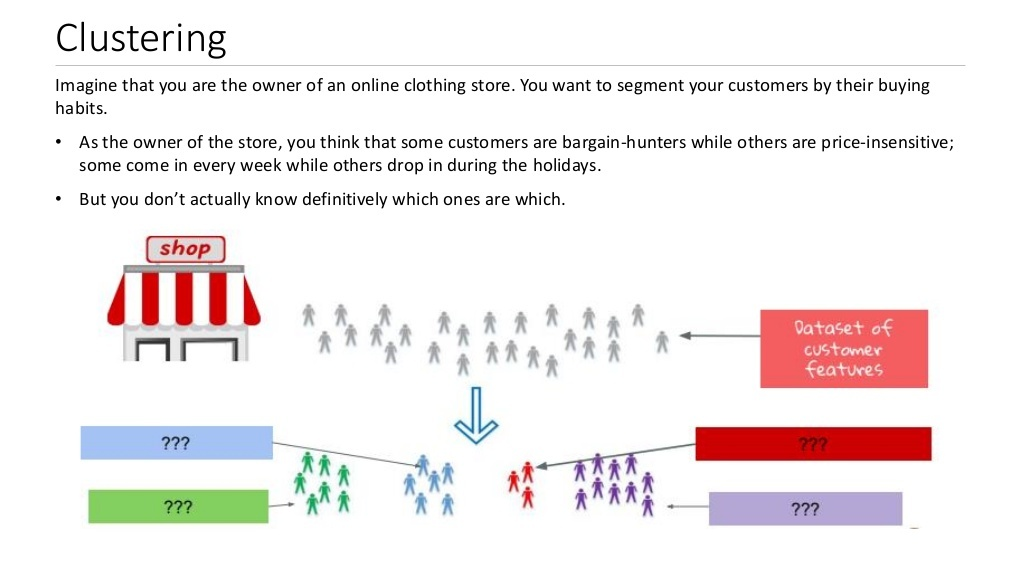 Clustering
Imagine that you are the owner of an online clothing store. You want to segment your customers by their buying
habits.
• As the owner of the store, you think that some customers are bargain-hunters while others are price-insensitive;
some come in every week while others drop in during the holidays.
• But you don’t actually know definitively which ones are which.
shop
Dataset of
customer
features
???
???
???
???